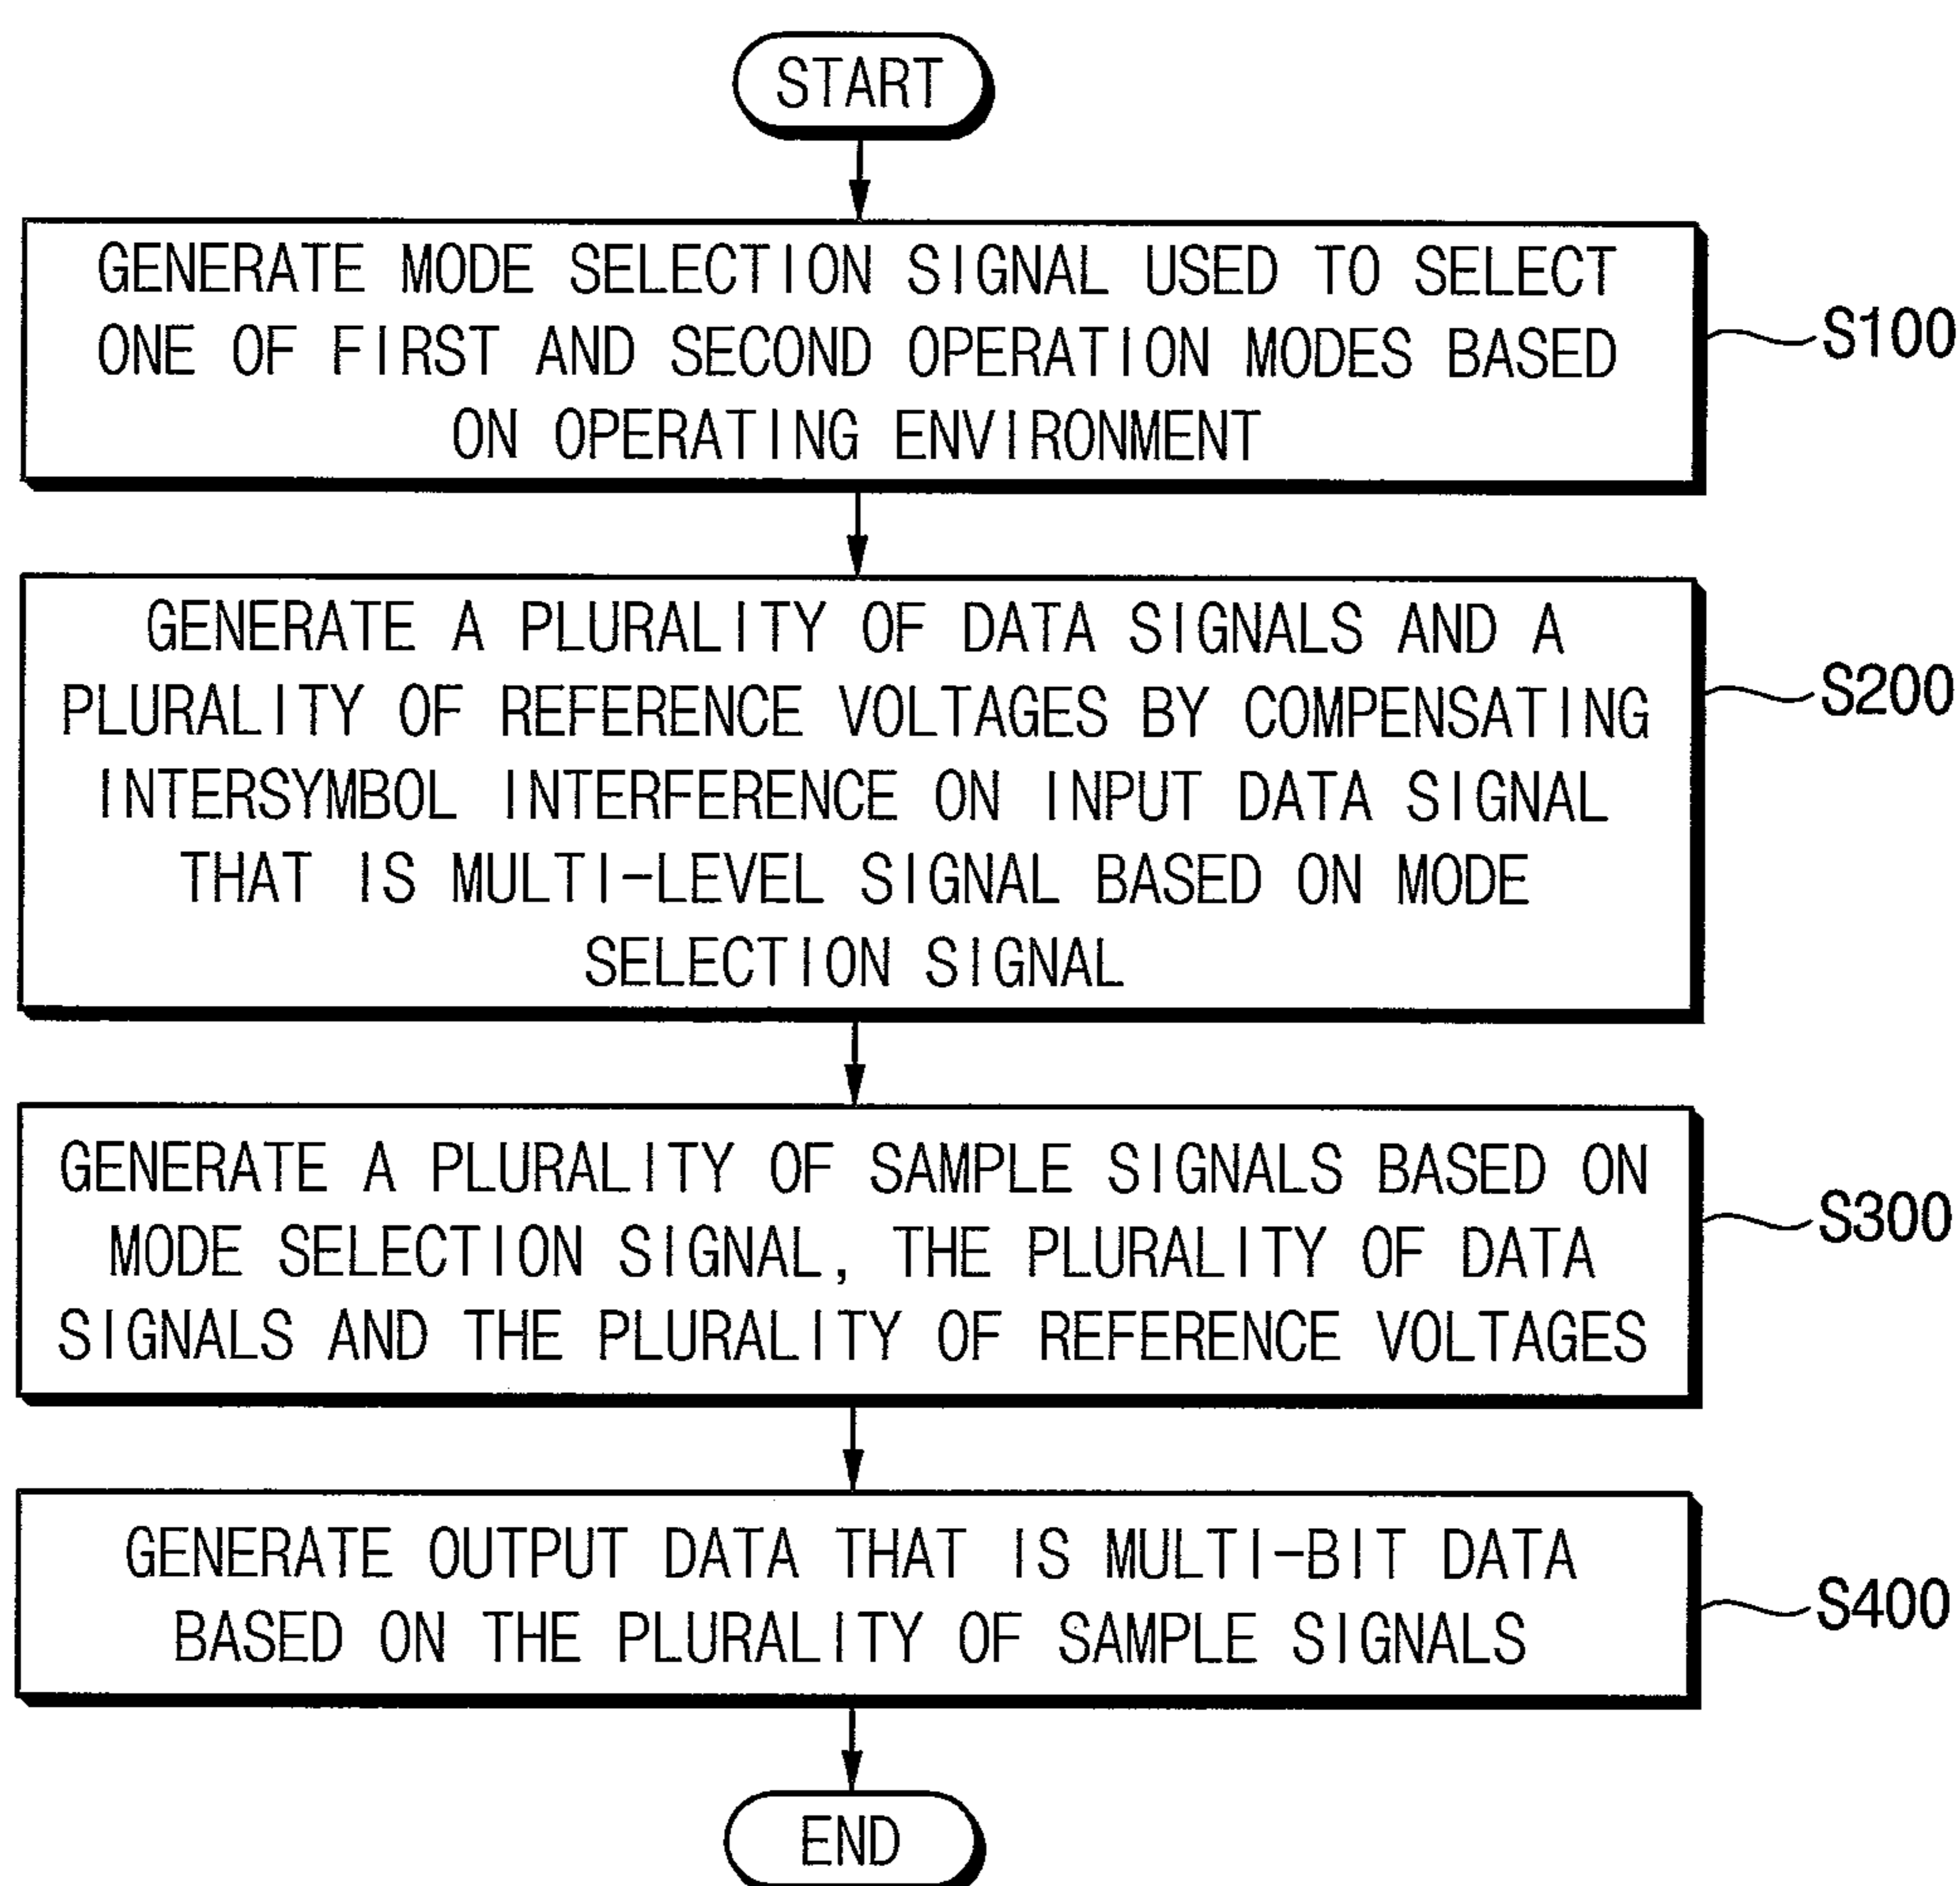 START
GENERATE MODE SELECTION SIGNAL USED TO SELECT
ONE OF FIRST AND SECOND OPERATION MODES BASED
ON OPERATING ENVIRONMENT
S100
GENERATE A PLURALITY OF DATA SIGNALS AND A
PLURALITY OF REFERENCE VOLTAGES BY COMPENSATING
INTERSYMBOL INTERFERENCE ON INPUT DATA SIGNAL
THAT IS MULTI-LEVEL SIGNAL BASED ON MODE
SELECTION SIGNAL
S200
GENERATE A PLURALITY OF SAMPLE SIGNALS BASED ON
MODE SELECTION SIGNAL, THE PLURALITY OF DATA
SIGNALS AND THE PLURALITY OF REFERENCE VOLTAGES
S300
GENERATE OUTPUT DATA THAT IS MULTI-BIT DATA
BASED ON THE PLURALITY OF SAMPLE SIGNALS
S400
END